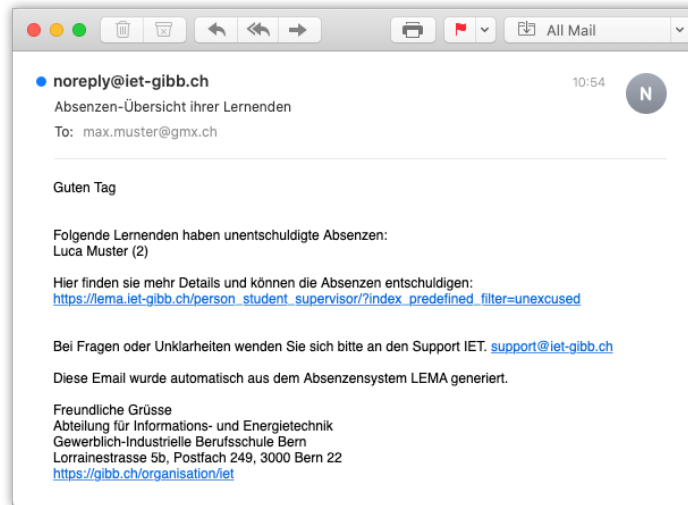 All Mail
noreply@iet-gibb.ch
10:54
N
Absenzen-Übersicht ihrer Lernenden
To: max.muster@gmx.ch
Guten Tag
Folgende Lernenden haben unentschuldigte Absenzen:
Luca Muster (2)
Hier finden sie mehr Details und können die Absenzen entschuldigen:
https://lema.iet-gibb.ch/person_student_supervisor/?index_predefined_filter=unexcused
Bei Fragen oder Unklarheiten wenden Sie sich bitte an den Support IET. support@iet-gibb.ch
Diese Email wurde automatisch aus dem Absenzensystem LEMA generiert.
Freundliche Grüsse
Abteilung für Informations- und Energietechnik
Gewerblich-Industrielle Berufsschule Bern
Lorrainestrasse 5b, Postfach 249, 3000 Bern 22
https://gibb.ch/organisation/iet